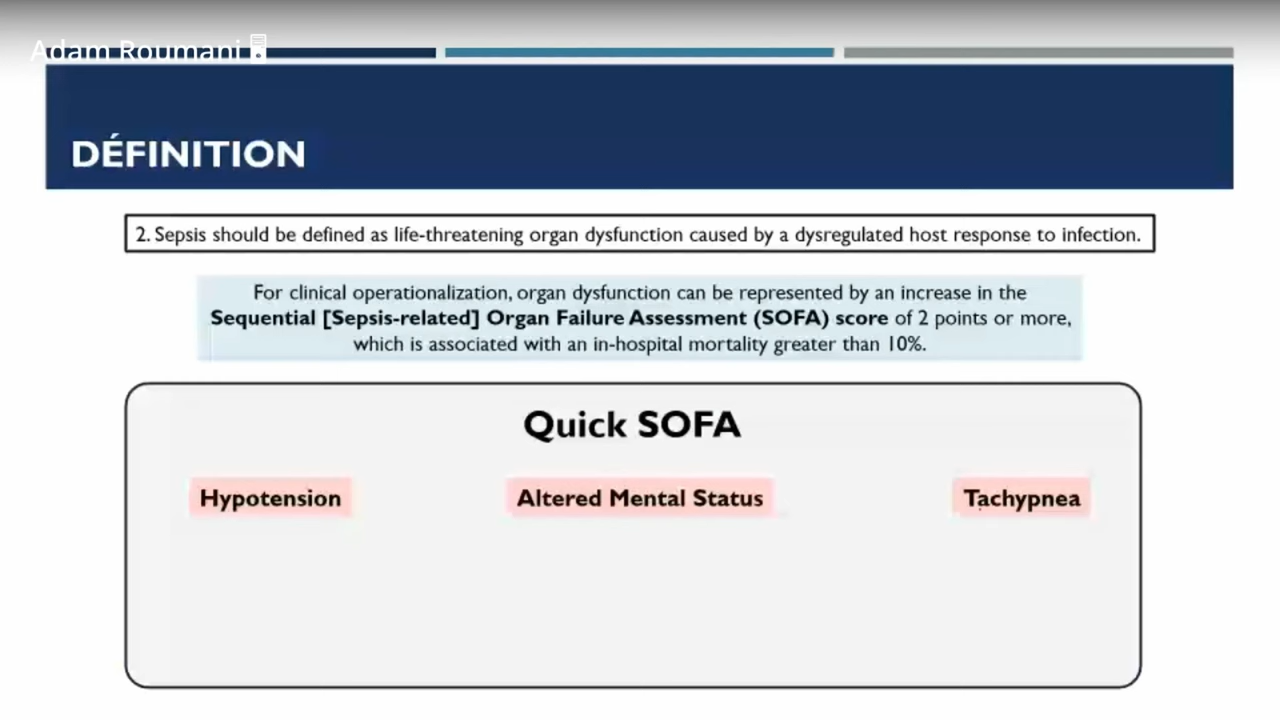 Adam Roumani
DÉFINITION
2. Sepsis should be defined as life-threatening organ dysfunction caused by a dysregulated host response to infection.
For clinical operationalization, organ dysfunction can be represented by an increase in the
Sequential [Sepsis-related] Organ Failure Assessment (SOFA) score of 2 points or more,
which is associated with an in-hospital mortality greater than 10%.
Quick SOFA
Hypotension
Altered Mental Status
Tachypnea